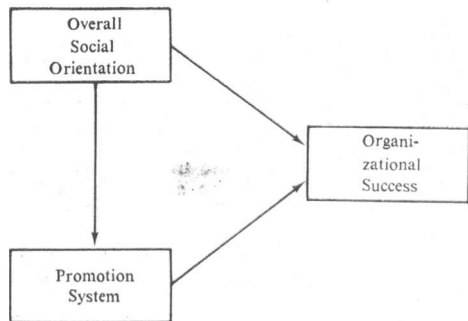 Overall
Social
Orientation
Organi-
zational
Success
Promotion
System